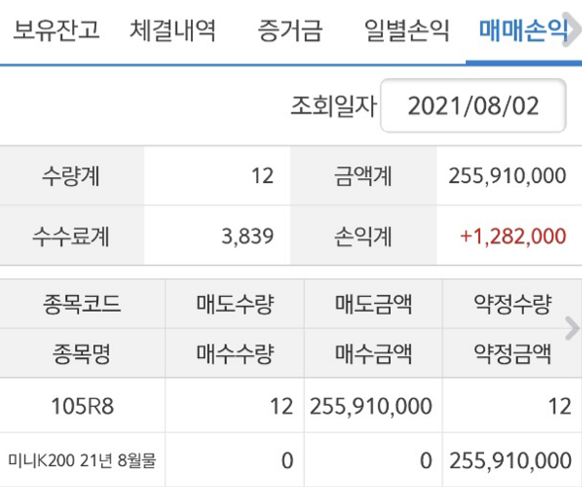 보유잔고 체결내역 증거금 일별손익 매매손익
조회일자 2021/08/02
수량계 12 금액계 255,910,000
수수료계 3,839 손익계 +1,282,000
종목코드 매도수량 매도금액 약정수량
종목명 매수수량 매수금액 약정금액
105R8 12 255,910,000 12
미니K200 21년 8월물 0 0 255,910,000